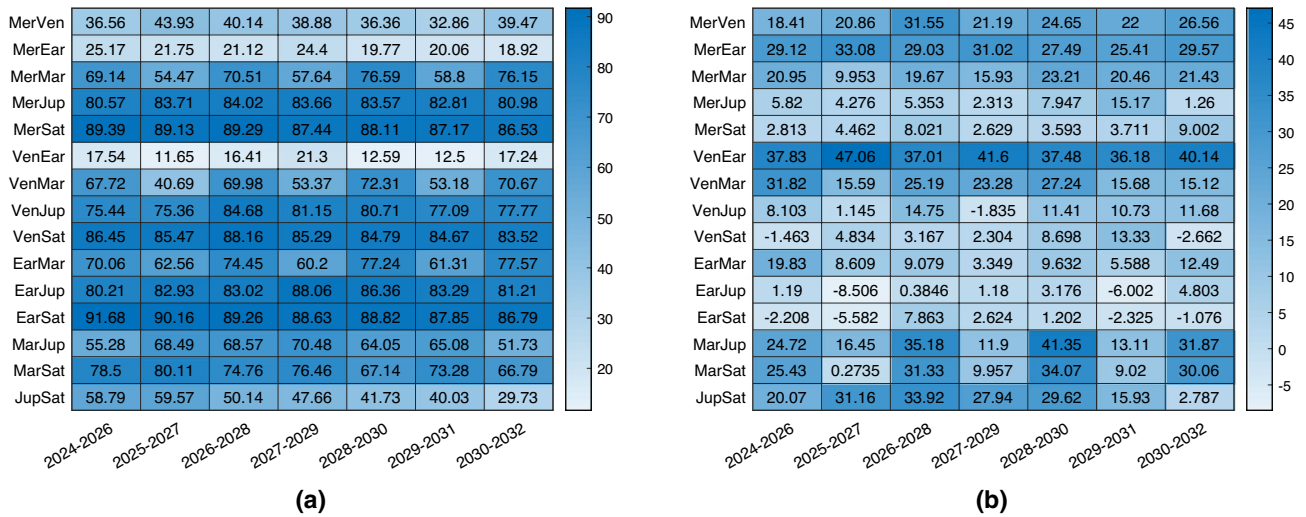 MerVen 36.56 43.93 40.14 38.88 36.36 32.86 39.47
MerEar 25.17 21.75 21.12 24.4 19.77 20.06 18.92
MerMar 69.14 54.47 70.51 57.64 76.59 58.8 76.15
MerJup 80.57 83.71 84.02 83.66 83.57 82.81 80.98
MerSat 89.39 89.13 89.29 87.44 88.11 87.17 86.53
VenEar 17.54 11.65 16.41 21.3 12.59 12.5 17.24
VenMar 67.72 40.69 69.98 53.37 72.31 53.18 70.67
VenJup 75.44 75.36 84.68 81.15 80.71 77.09 77.77
VenSat 86.45 85.47 88.16 85.29 84.79 84.67 83.52
EarMar 70.06 62.56 74.45 60.2 77.24 61.31 77.57
EarJup 80.21 82.93 83.02 88.06 86.36 83.29 81.21
EarSat 91.68 90.16 89.26 88.63 88.82 87.85 86.79
MarJup 55.28 68.49 68.57 70.48 64.05 65.08 51.73
MarSat 78.5 80.11 74.76 76.46 67.14 73.28 66.79
JupSat 58.79 59.57 50.14 47.66 41.73 40.03 29.73
2024-2026 2025-2027 2026-2028 2027-2029 2028-2030 2029-2031 2030-2032
90
80
70
60
50
40
30
20
(a)
MerVen 18.41 20.86 31.55 21.19 24.65 22 26.56
MerEar 29.12 33.08 29.03 31.02 27.49 25.41 29.57
MerMar 20.95 9.953 19.67 15.93 23.21 20.46 21.43
MerJup 5.82 4.276 5.353 2.313 7.947 15.17 1.26
MerSat 2.813 4.462 8.021 2.629 3.593 3.711 9.002
VenEar 37.83 47.06 37.01 41.6 37.48 36.18 40.14
VenMar 31.82 15.59 25.19 23.28 27.24 15.68 15.12
VenJup 8.103 1.145 14.75 -1.835 11.41 10.73 11.68
VenSat -1.463 4.834 3.167 2.304 8.698 13.33 -2.662
EarMar 19.83 8.609 9.079 3.349 9.632 5.588 12.49
EarJup 1.19 -8.506 0.3846 1.18 3.176 -6.002 4.803
EarSat -2.208 -5.582 7.863 2.624 1.202 -2.325 -1.076
MarJup 24.72 16.45 35.18 11.9 41.35 13.11 31.87
MarSat 25.43 0.2735 31.33 9.957 34.07 9.02 30.06
JupSat 20.07 31.16 33.92 27.94 29.62 15.93 2.787
2024-2026 2025-2027 2026-2028 2027-2029 2028-2030 2029-2031 2030-2032
45
40
35
30
25
20
15
10
5
0
-5
(b)